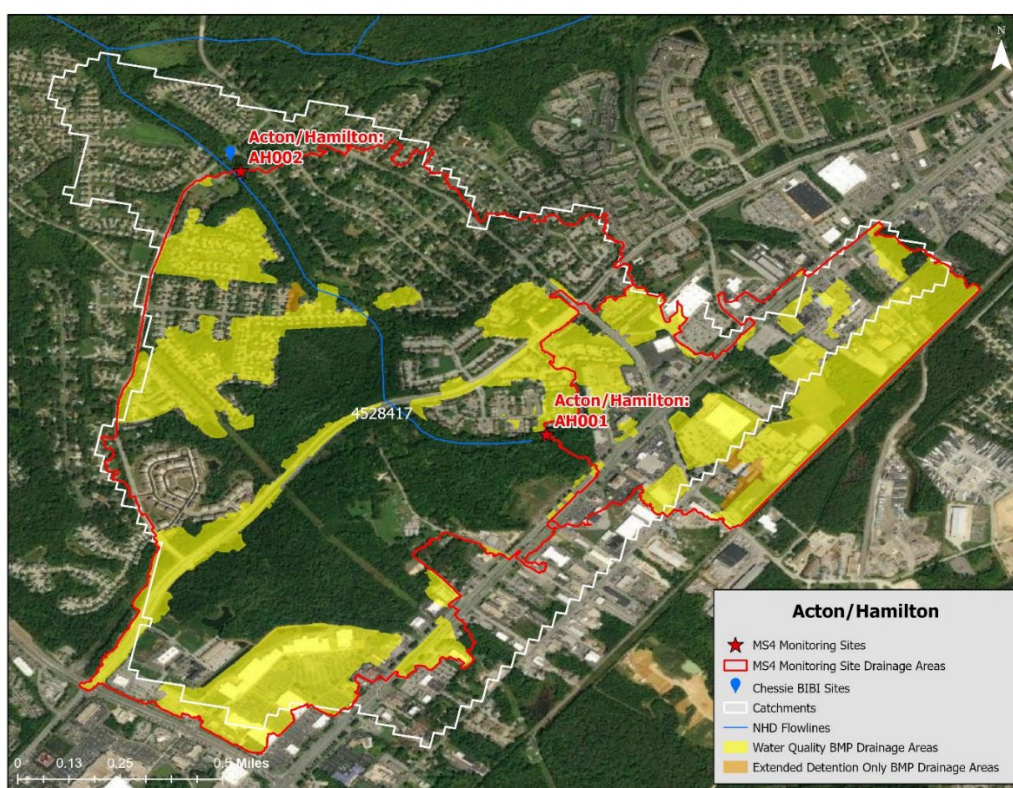 N
Acton/Hamilton:
AH002
Acton/Hamilton:
AH001
4528417
0 0.13 0.25 0.5 Miles
Acton/Hamilton
MS4 Monitoring Sites
MS4 Monitoring Site Drainage Areas
Chessie BIBI Sites
Catchments
NHD Flowlines
Water Quality BMP Drainage Areas
Extended Detention Only BMP Drainage Areas